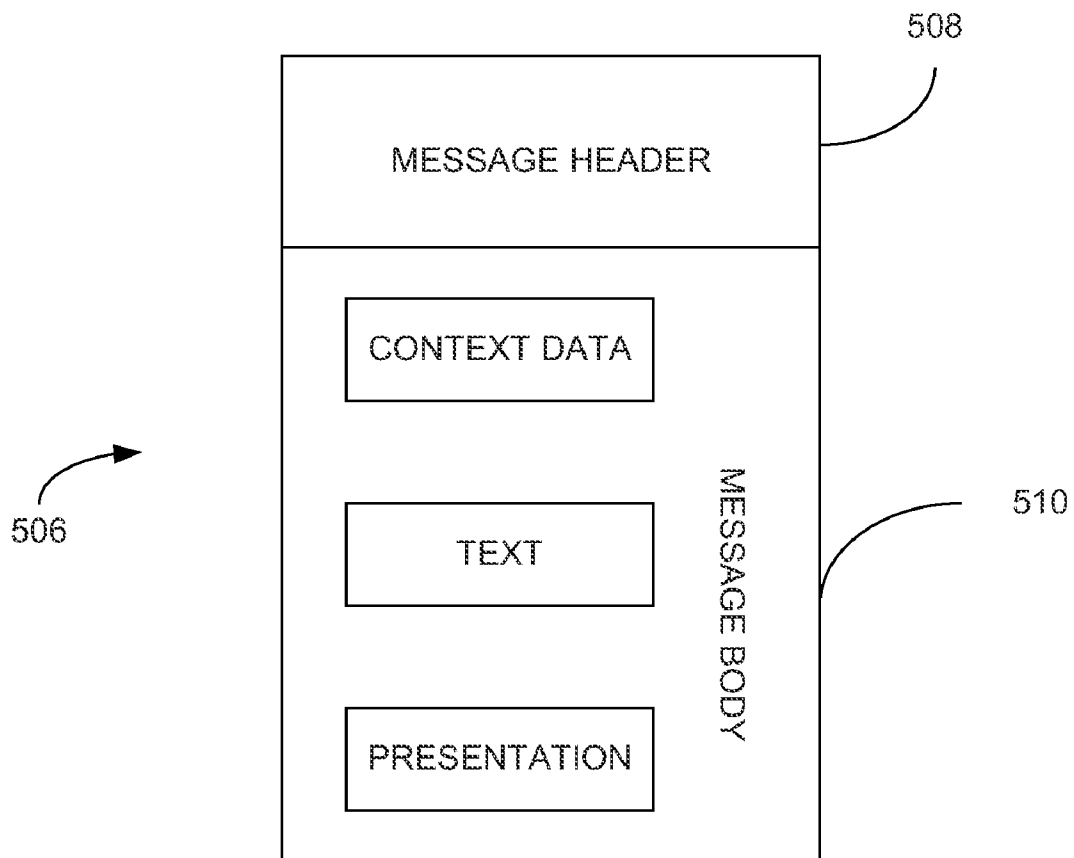 508
MESSAGE HEADER
CONTEXT DATA
506
TEXT
MESSAGE BODY
510
PRESENTATION